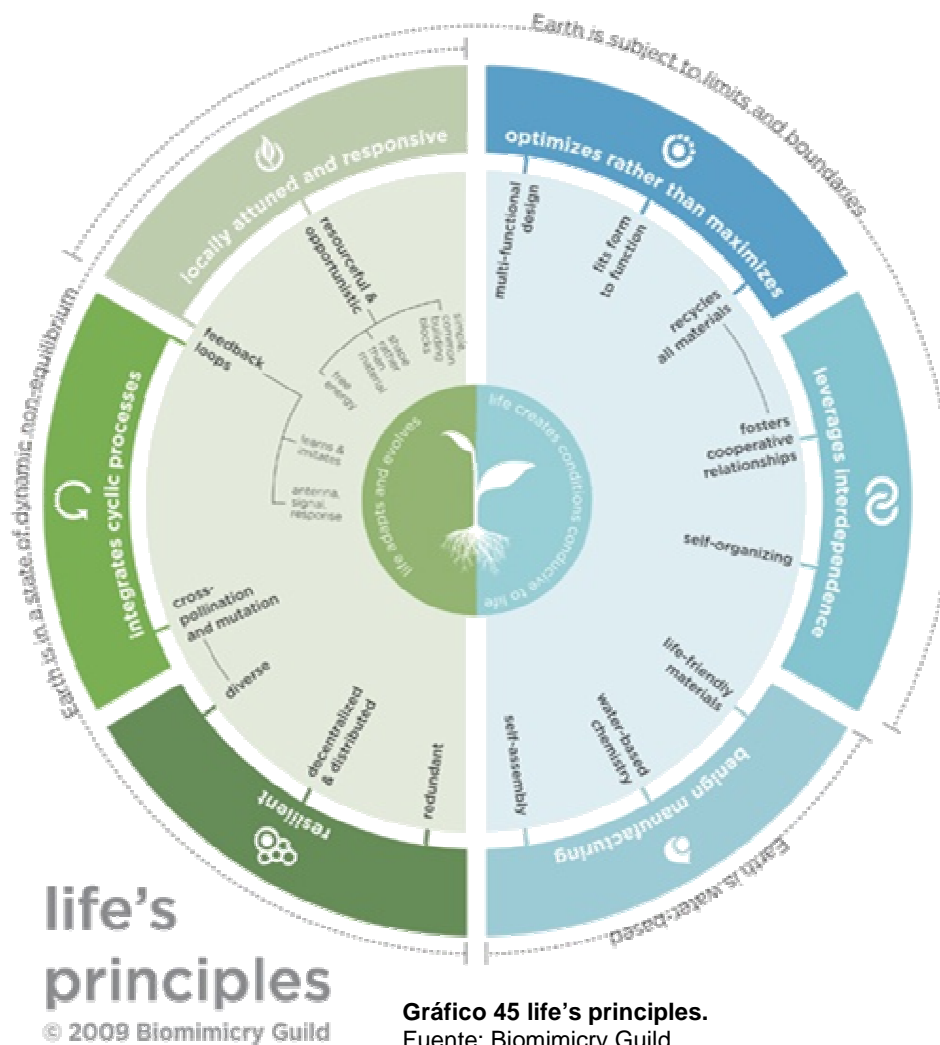 Earth is subject to limits and boundaries
optimizes rather than maximizes
multi-functional
design
fits form
to function
recycles
all materials
leverages interdependence
fosters
cooperative
relationships
self-organizing
benign manufacturing
life-friendly
materials
water-based
chemistry
self-assembly
Earth is water-based
resilient
redundant
decentralized
& distributed
diverse
cross-
pollination
and mutation
Earth is in a state of dynamic non-equilibrium
integrates cyclic processes
feedback
loops
learns &
imitates
antenna,
signal,
response
locally attuned and responsive
resourceful &
opportunistic
free
energy
shape
rather
than
material
simple
common
building
blocks
life adapts and evolves
life creates conditions conducive to life
life's
principles
© 2009 Biomimicry Guild
Gráfico 45 life's principles.
Fuente: Biomimicry Guild